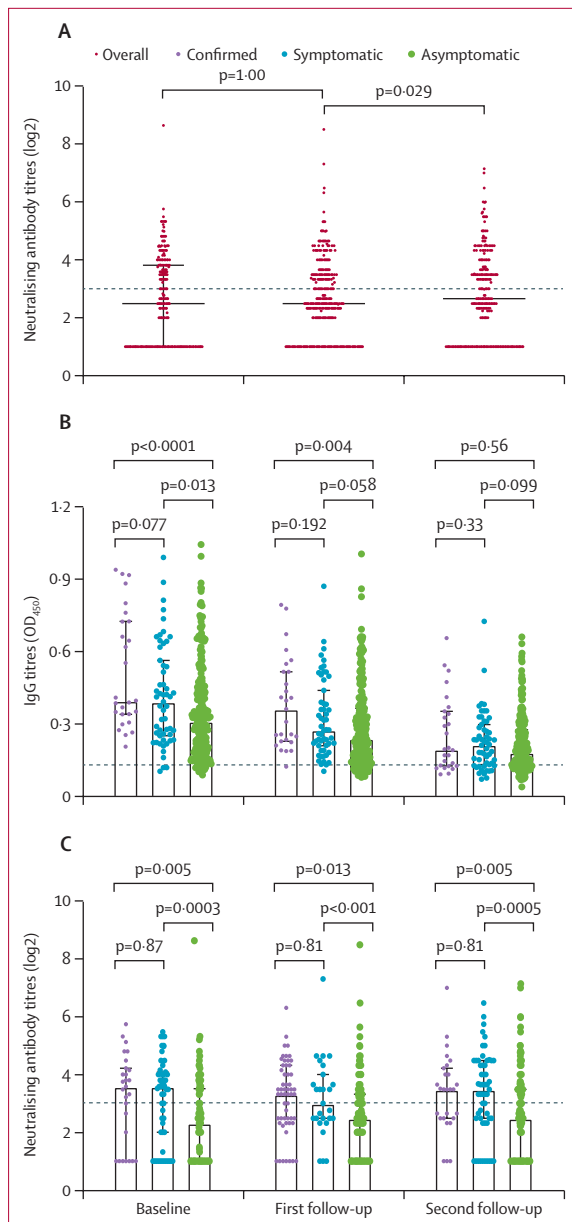 A
Overall Confirmed Symptomatic Asymptomatic
p=1·00
p=0·029
10
8
6
4
2
0
Neutralising antibody titres (log2)
B
p<0·0001 p=0·004 p=0·56
p=0·013 p=0·058 p=0·099
p=0·077 p=0·192 p=0·33
1·2
0·9
0·6
0·3
0
IgG titres (OD450)
C
p=0·005 p=0·013 p=0·005
p=0·0003 p<0·001 p=0·0005
p=0·87 p=0·81 p=0·81
10
8
6
4
2
0
Neutralising antibody titres (log2)
Baseline First follow-up Second follow-up